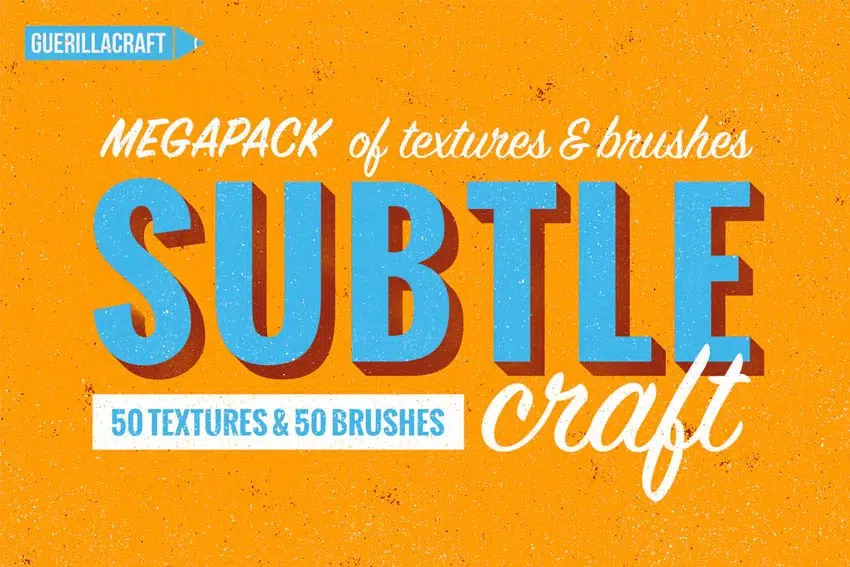 GUERILLACRAFT
MEGAPACK of textures & brushes
SUBTLE
craft
50 TEXTURES & 50 BRUSHES